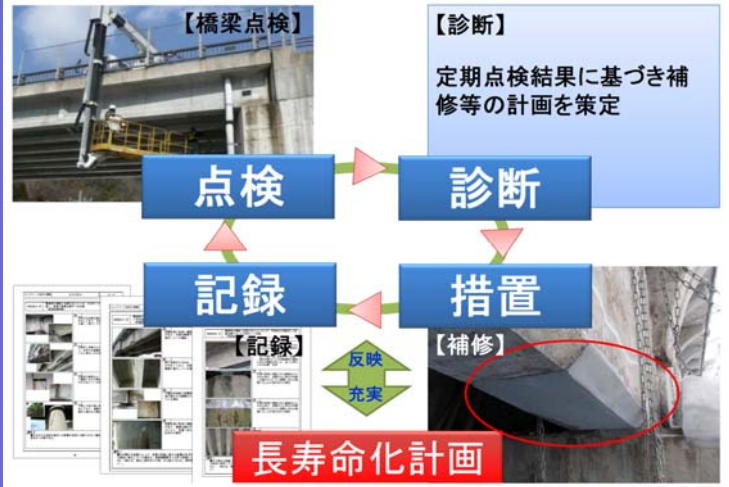 【橋梁点検】
【診断】
定期点検結果に基づき補
修等の計画を策定
点検
診断
記録
措置
【記録】
【補修】
反映
充実
長寿命化計画